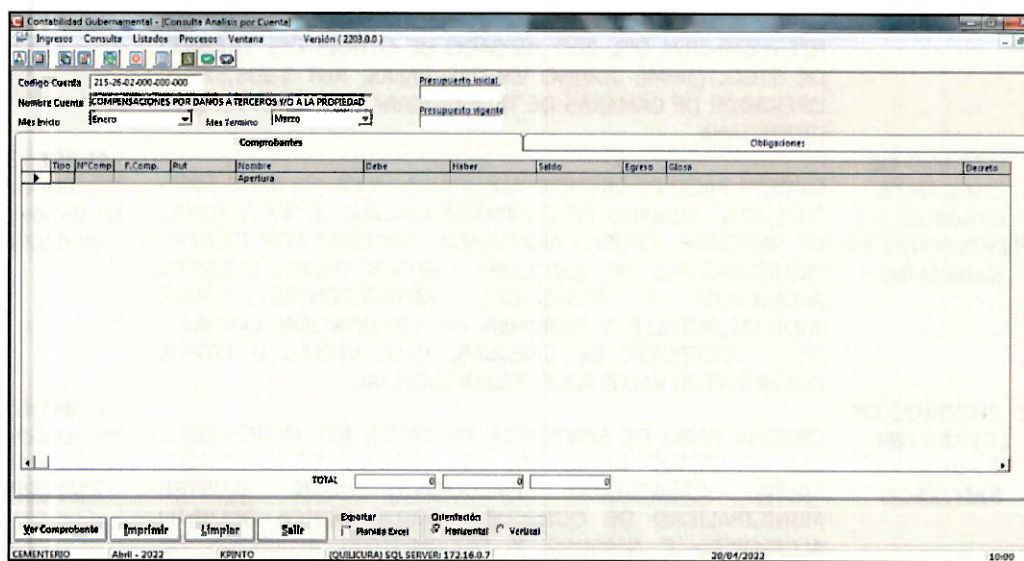 Contabilidad Gubernamental - [Consulta Analisis por Cuenta]
Ingresos Consulta Listados Procesos Ventana Versión ( 2203.0.0 )
Codigo Cuenta 215-26-02-000-000-000 Presupuesto Inicial.
Nombre Cuenta COMPENSACIONES POR DANOS A TERCEROS Y/O A LA PROPIEDAD Presupuesto vigente
Mes Inicio Enero Mes Termino Marzo
Comprobantes Obligaciones
Tipo N°Comp F.Comp. Rut Nombre Debe Haber Saldo Egreso Glosa Decreto
Apertura
TOTAL 0 0 0
Ver Comprobante Imprimir Limpiar Salir Exportar Planilla Excel Orientación Horizontal Vertical
CEMENTERIO Abril - 2022 KPINTO (QUILICURA) SQL SERVER: 172.16.0.7 20/04/2022 10:00